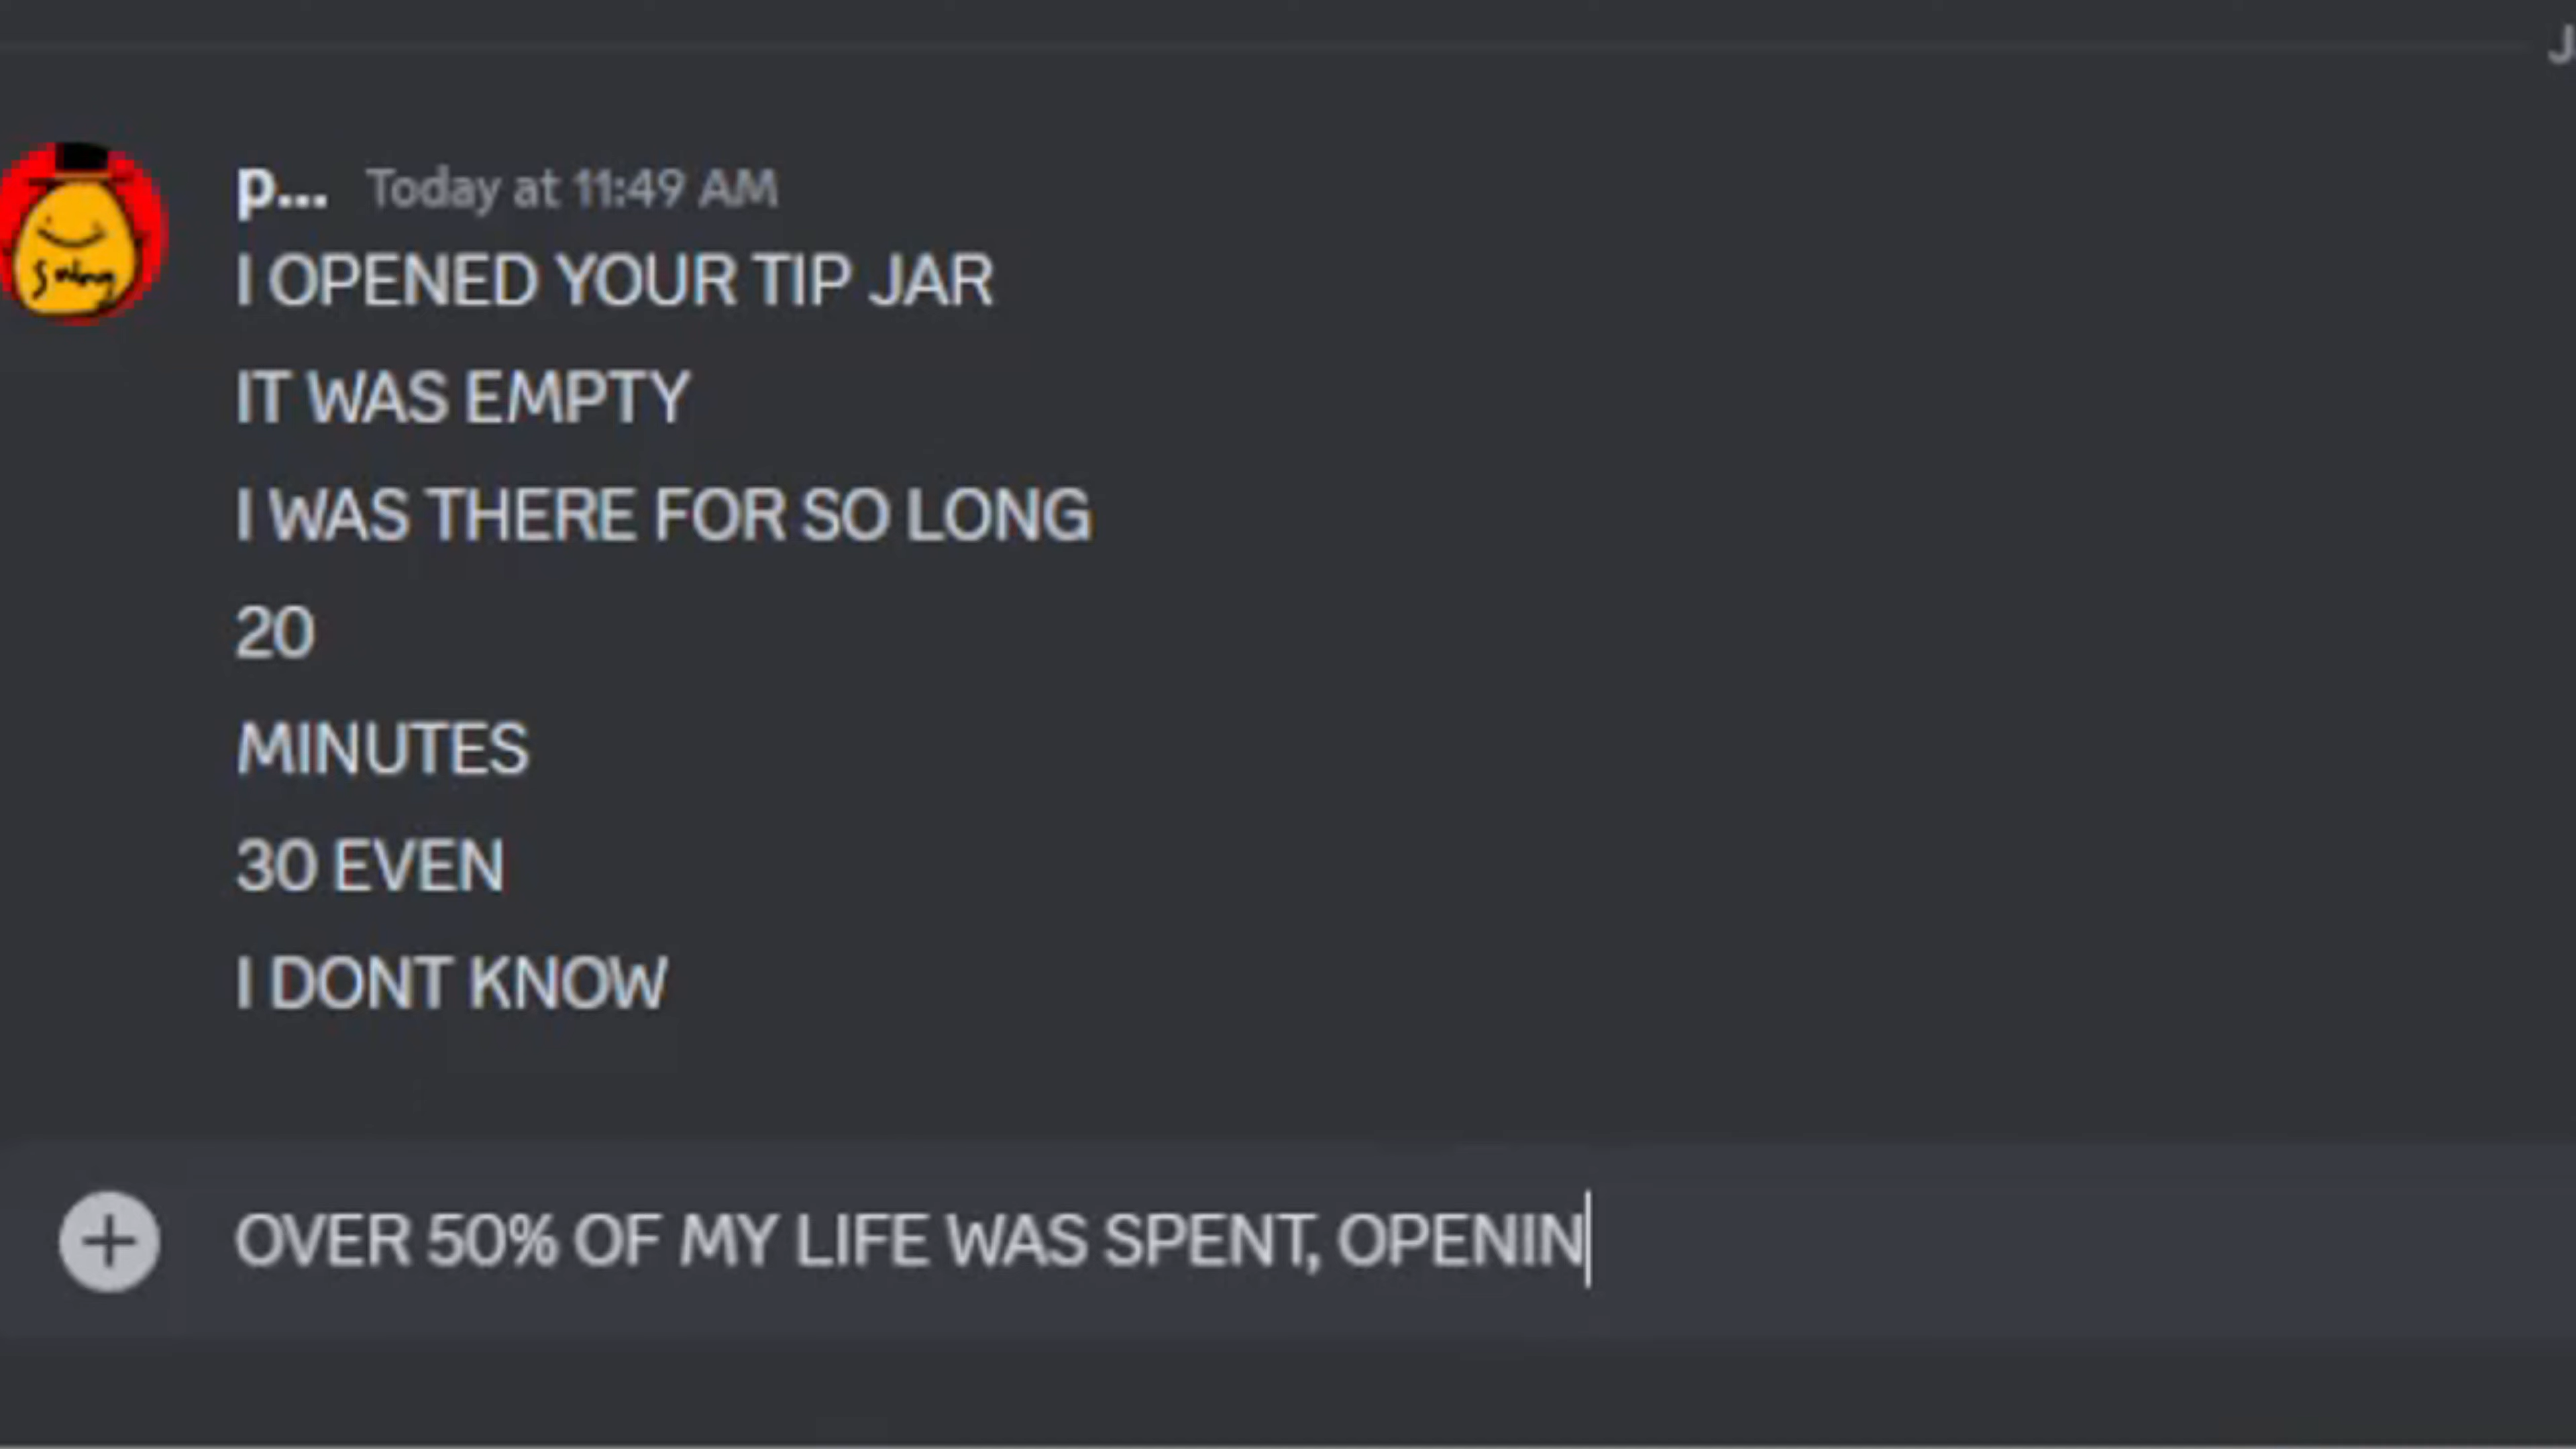 J
p... Today at 11:49 AM
I OPENED YOUR TIP JAR
IT WAS EMPTY
I WAS THERE FOR SO LONG
20
MINUTES
30 EVEN
I DONT KNOW
OVER 50% OF MY LIFE WAS SPENT, OPENIN